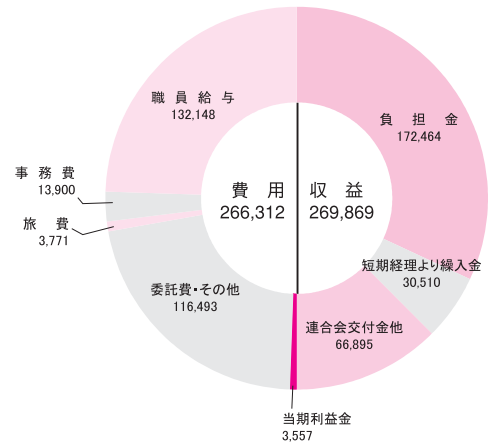 職員給与
132,148
負担金
172,464
事務費
13,900
費用
266,312
収益
269,869
旅費
3,771
短期経理より繰入金
30,510
委託費・その他
116,493
連合会交付金他
66,895
当期利益金
3,557